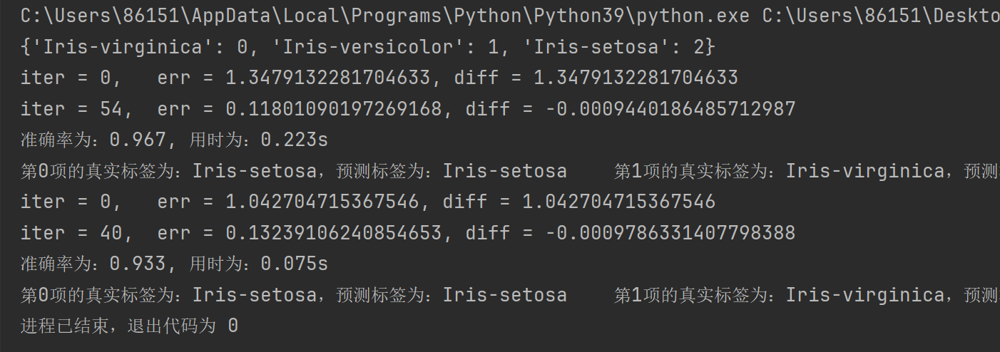 C:\Users\86151\AppData\Local\Programs\Python\Python39\python.exe C:\Users\86151\Deskto
{'Iris-virginica': 0, 'Iris-versicolor': 1, 'Iris-setosa': 2}
iter = 0,   err = 1.3479132281704633, diff = 1.3479132281704633
iter = 54,  err = 0.11801090197269168, diff = -0.0009440186485712987
准确率为：0.967, 用时为：0.223s
第0项的真实标签为：Iris-setosa，预测标签为：Iris-setosa    第1项的真实标签为：Iris-virginica，预测
iter = 0,   err = 1.042704715367546, diff = 1.042704715367546
iter = 40,  err = 0.13239106240854653, diff = -0.0009786331407798388
准确率为：0.933, 用时为：0.075s
第0项的真实标签为：Iris-setosa，预测标签为：Iris-setosa    第1项的真实标签为：Iris-virginica，预测
进程已结束，退出代码为 0